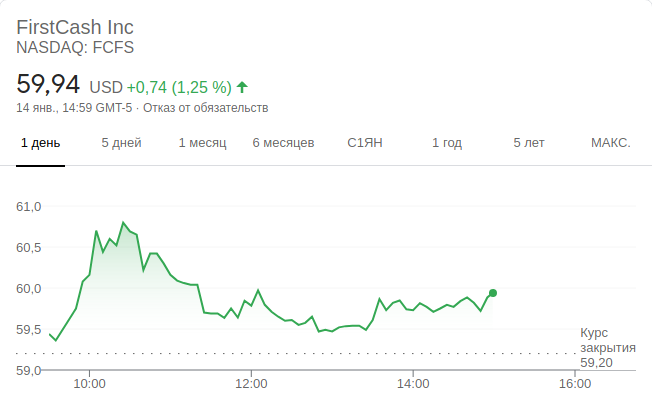 FirstCash Inc
NASDAQ: FCFS
59,94 USD +0,74 (1,25 %)
14 янв., 14:59 GMT-5 · Отказ от обязательств
1 день 5 дней 1 месяц 6 месяцев С1ЯН 1 год 5 лет МАКС.
61,0
60,5
60,0
59,5
Курс
закрытия
59,20
59,0
10:00 12:00 14:00 16:00